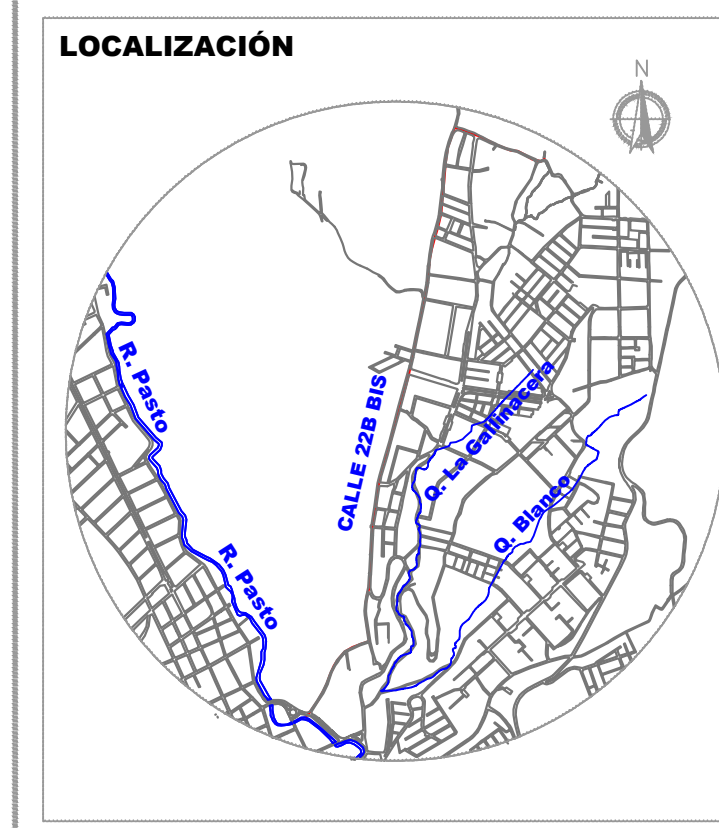 LOCALIZACIÓN
N
R. Pasto
CALLE 22B BIS
Q. La Gallinacera
Q. Blanco
R. Pasto